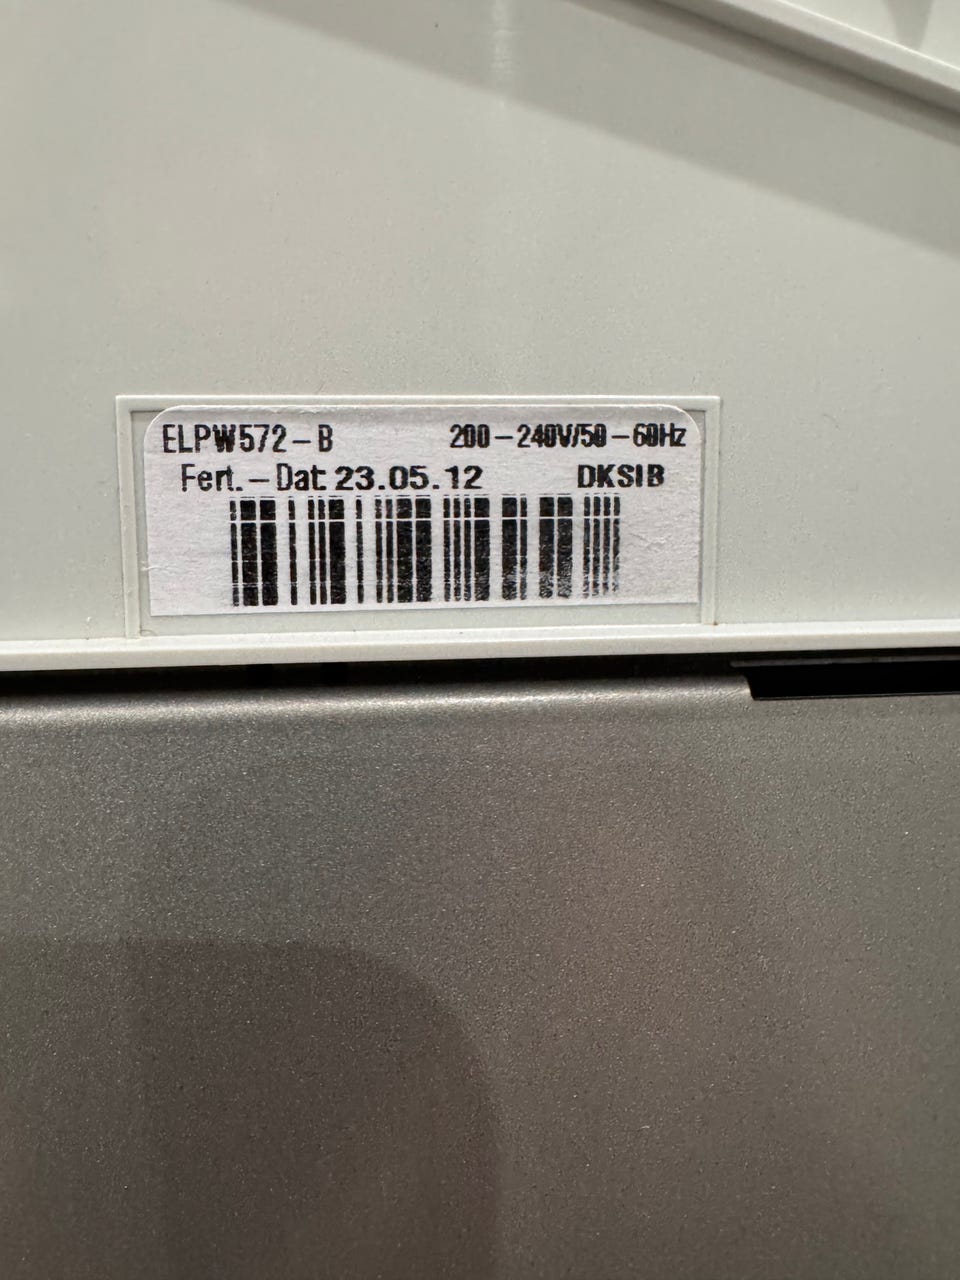 ELPW572-B 200-240V/50-60Hz
Fert.-Dat: 23.05.12 DKSIB